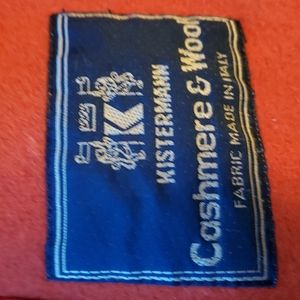 K
KISTERMANN
Cashmere & Wool
FABRIC MADE IN ITALY